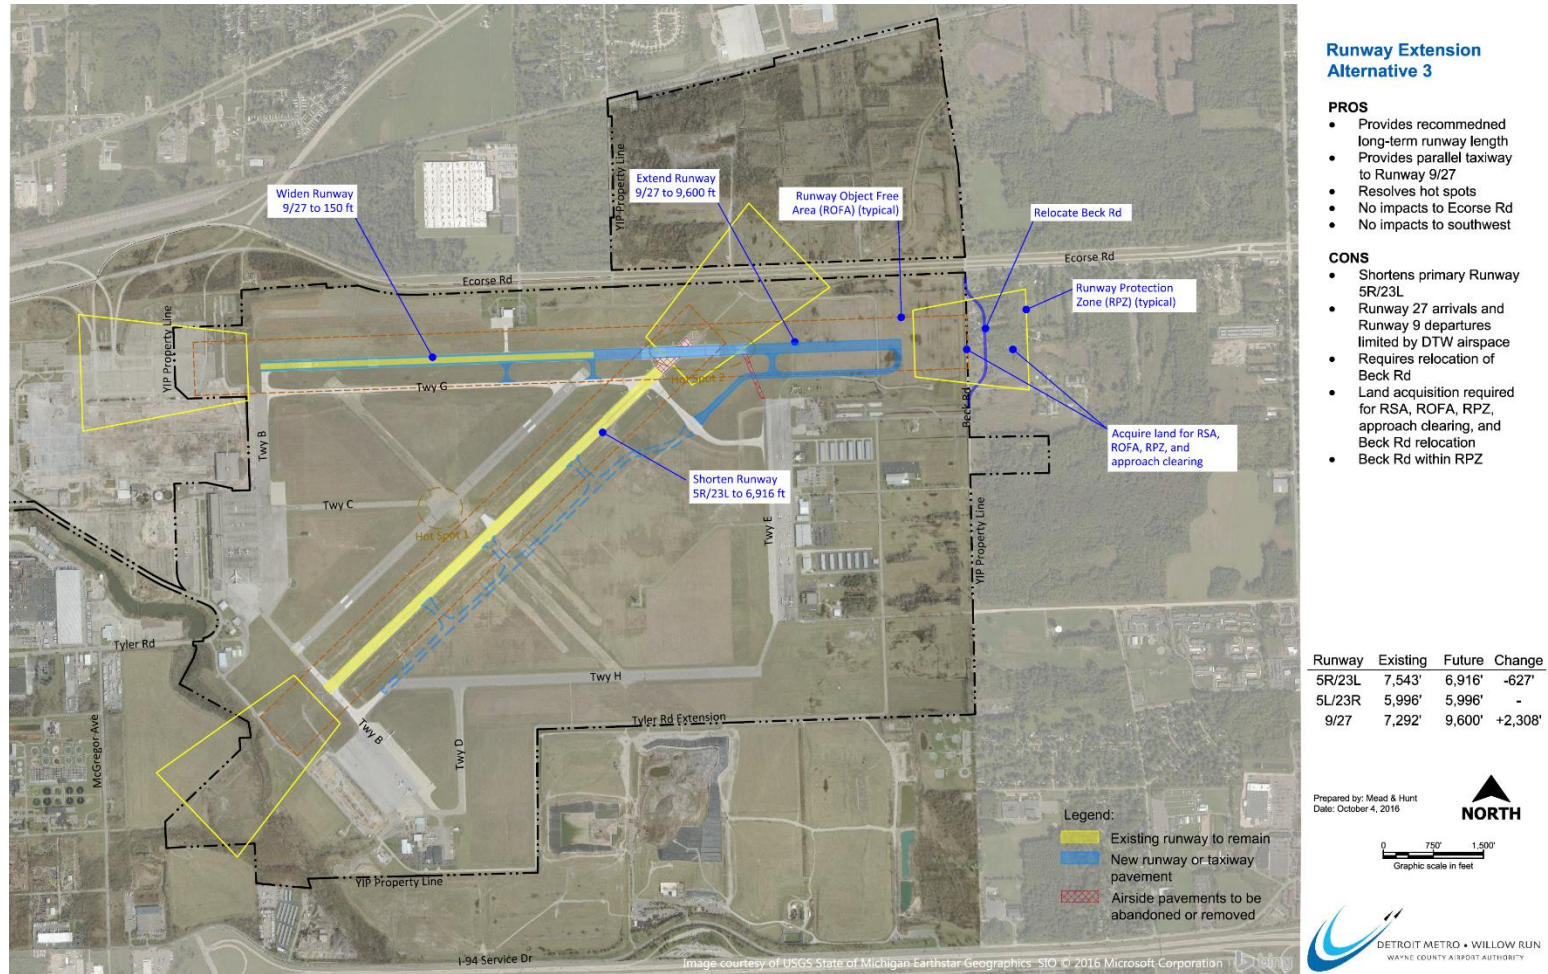 Runway Extension
Alternative 3
PROS
• Provides recommedned
long-term runway length
• Provides parallel taxiway
to Runway 9/27
• Resolves hot spots
• No impacts to Ecorse Rd
• No impacts to southwest
CONS
• Shortens primary Runway
5R/23L
• Runway 27 arrivals and
Runway 9 departures
limited by DTW airspace
• Requires relocation of
Beck Rd
• Land acquisition required
for RSA, ROFA, RPZ,
approach clearing, and
Beck Rd relocation
• Beck Rd within RPZ
Widen Runway
9/27 to 150 ft
Extend Runway
9/27 to 9,600 ft
Runway Object Free
Area (ROFA) (typical)
Relocate Beck Rd
Runway Protection
Zone (RPZ) (typical)
Acquire land for RSA,
ROFA, RPZ, and
approach clearing
Shorten Runway
5R/23L to 6,916 ft
YIP Property Line
Ecorse Rd
Ecorse Rd
YIP Property Line
Twy G
Hot Spot 2
Beck Rd
Twy B
Twy C
Hot Spot 1
Twy E
YIP Property Line
Tyler Rd
Twy H
Tyler Rd Extension
Twy B
Twy D
McGregor Ave
YIP Property Line
I-94 Service Dr
Legend:
Existing runway to remain
New runway or taxiway
pavement
Airside pavements to be
abandoned or removed
Image courtesy of USGS State of Michigan Earthstar Geographics SIO © 2016 Microsoft Corporation
bing
Runway Existing Future Change
5R/23L 7,543' 6,916' -627'
5L/23R 5,996' 5,996' -
9/27 7,292' 9,600' +2,308'
Prepared by: Mead & Hunt
Date: October 4, 2016
NORTH
0 750' 1,500'
Graphic scale in feet
DETROIT METRO • WILLOW RUN
WAYNE COUNTY AIRPORT AUTHORITY